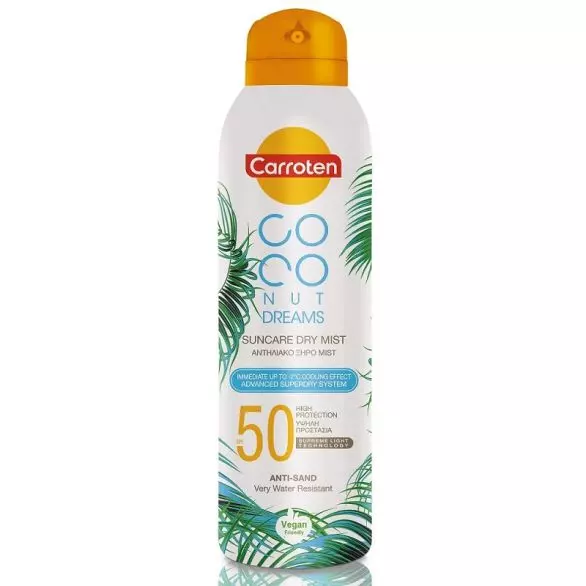 Carroten
CO
CO
NUT
DREAMS
SUNCARE DRY MIST
ΑΝΤΗΛΙΑΚΟ ΞΗΡΟ MIST
IMMEDIATE UP TO -2°C COOLING EFFECT
ADVANCED SUPERDRY SYSTEM
SPF 50
HIGH
PROTECTION
ΥΨΗΛΗ
ΠΡΟΣΤΑΣΙΑ
SUPREME LIGHT
TECHNOLOGY
ANTI-SAND
Very Water Resistant
Vegan
Friendly